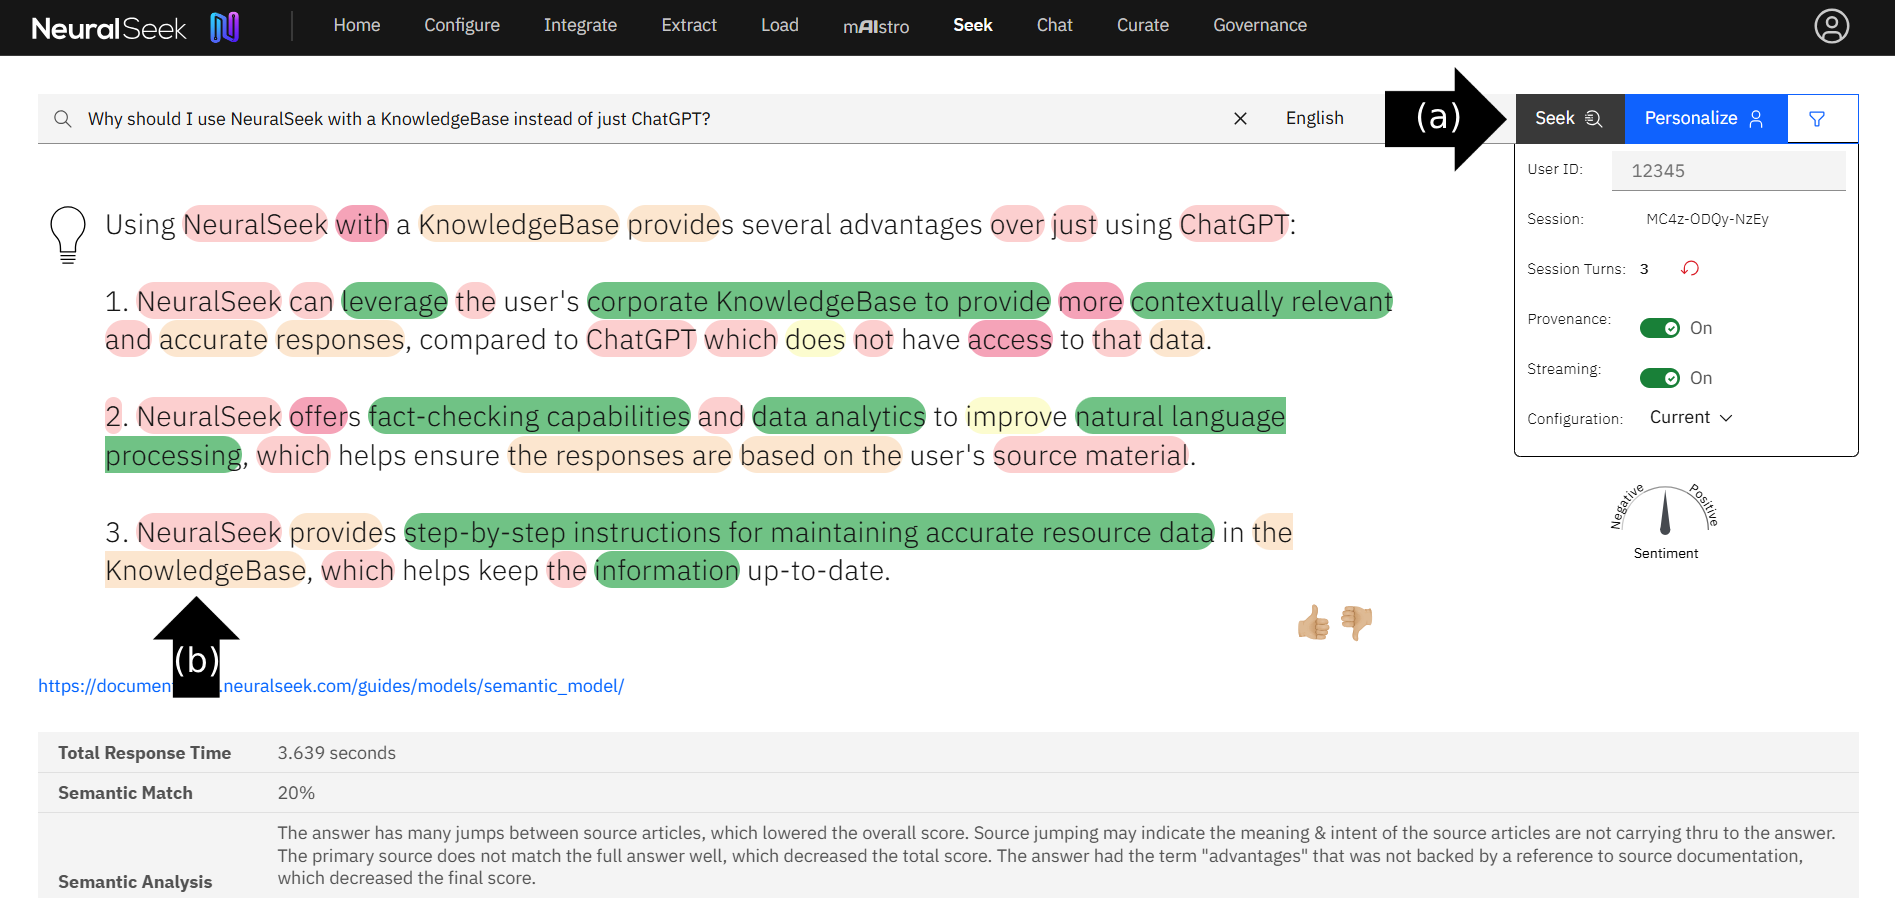 NeuralSeek Home Configure Integrate Extract Load mAIstro Seek Chat Curate Governance
Why should I use NeuralSeek with a KnowledgeBase instead of just ChatGPT? English (a) Seek Personalize
User ID: 12345
Session: MC4z-ODQy-NzEy
Session Turns: 3
Provenance: On
Streaming: On
Configuration: Current
Negative Positive
Sentiment
Using NeuralSeek with a KnowledgeBase provides several advantages over just using ChatGPT:
1. NeuralSeek can leverage the user's corporate KnowledgeBase to provide more contextually relevant
and accurate responses, compared to ChatGPT which does not have access to that data.
2. NeuralSeek offers fact-checking capabilities and data analytics to improve natural language
processing, which helps ensure the responses are based on the user's source material.
3. NeuralSeek provides step-by-step instructions for maintaining accurate resource data in the
KnowledgeBase, which helps keep the information up-to-date.
(b)
https://documen .neuralseek.com/guides/models/semantic_model/
Total Response Time 3.639 seconds
Semantic Match 20%
Semantic Analysis
The answer has many jumps between source articles, which lowered the overall score. Source jumping may indicate the meaning & intent of the source articles are not carrying thru to the answer.
The primary source does not match the full answer well, which decreased the total score. The answer had the term "advantages" that was not backed by a reference to source documentation,
which decreased the final score.